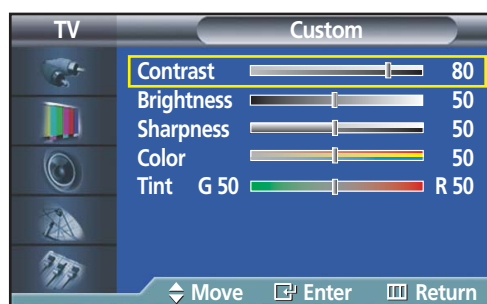 TV Custom
Contrast 80
Brightness 50
Sharpness 50
Color 50
Tint G 50 R 50
Move Enter Return